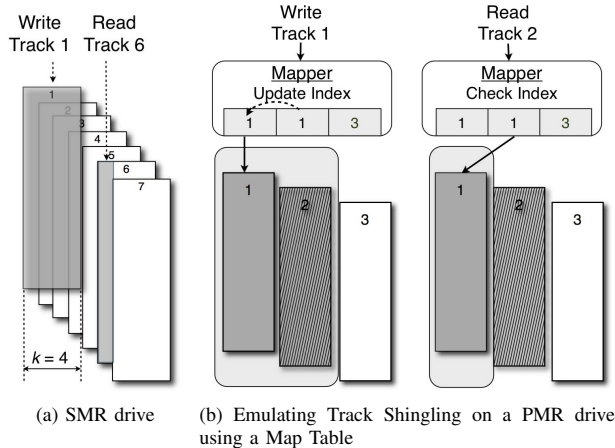 Write
Track 1
Read
Track 6
1
2
3
4
5
6
7
k = 4
(a) SMR drive
Write
Track 1
Mapper
Update Index
1 1 3
1
2
3
Read
Track 2
Mapper
Check Index
1 1 3
1
2
3
(b) Emulating Track Shingling on a PMR drive
using a Map Table